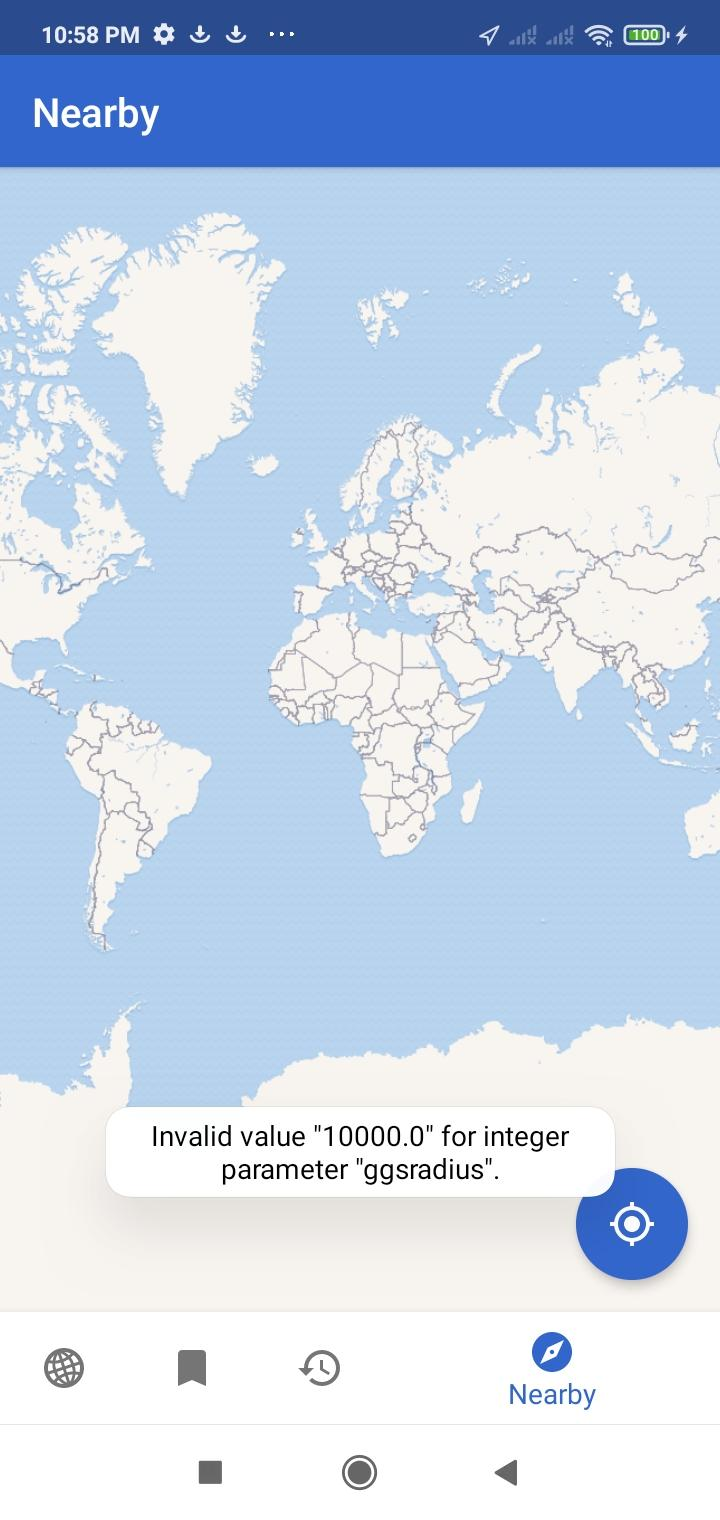 10:58 PM
100
Nearby
Invalid value "10000.0" for integer
parameter "ggsradius".
Nearby